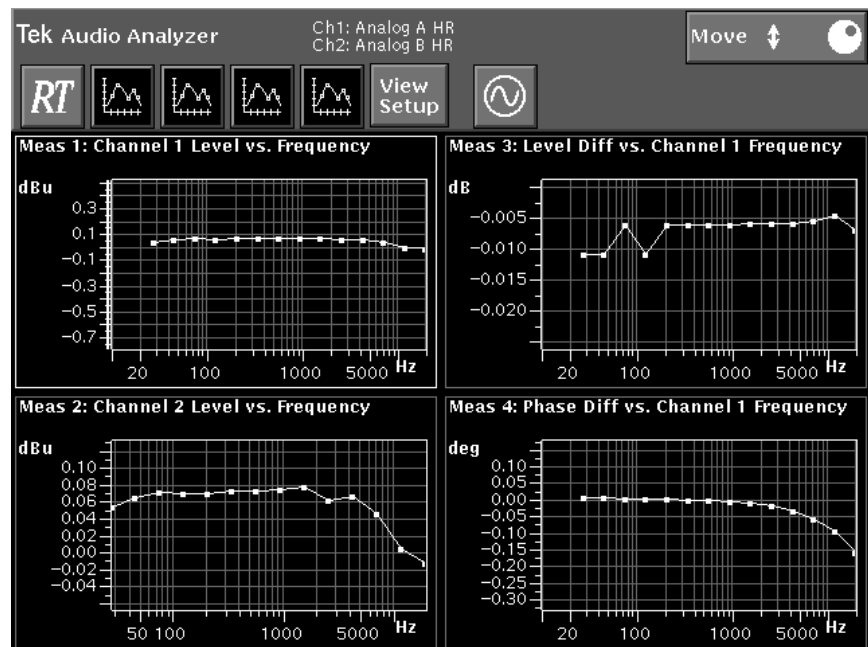 Tek Audio Analyzer
Ch1: Analog A HR
Ch2: Analog B HR
Move
RT
View
Setup
Meas 1: Channel 1 Level vs. Frequency
dBu
0.3
0.1
−0.1
−0.3
−0.5
−0.7
20 100 1000 5000 Hz
Meas 3: Level Diff vs. Channel 1 Frequency
dB
−0.005
−0.010
−0.015
−0.020
20 100 1000 5000 Hz
Meas 2: Channel 2 Level vs. Frequency
dBu
0.10
0.08
0.06
0.04
0.02
0.00
−0.02
−0.04
50 100 1000 5000 Hz
Meas 4: Phase Diff vs. Channel 1 Frequency
deg
0.10
0.05
0.00
−0.05
−0.10
−0.15
−0.20
−0.25
−0.30
20 100 1000 5000 Hz